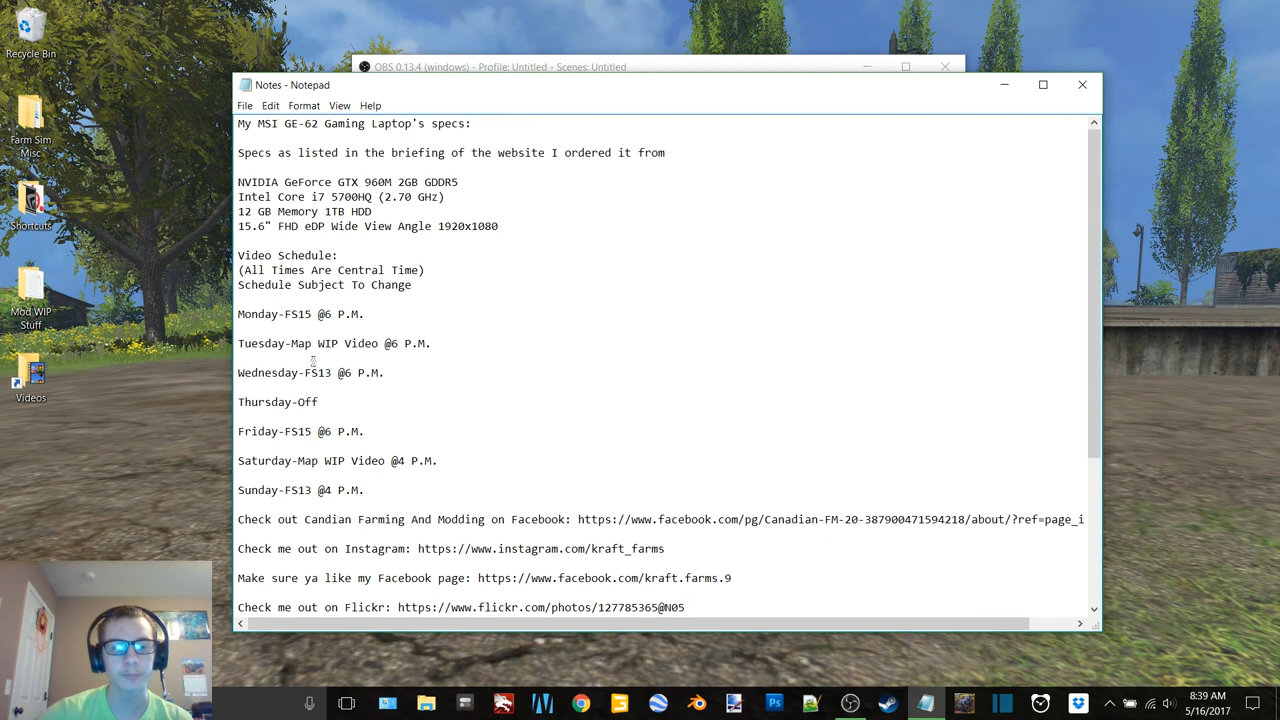 Recycle Bin
Farm Sim
Misc
Shortcuts
Mod WIP
Stuff
Videos
OBS 0.13.4 (windows) - Profile: Untitled - Scenes: Untitled
Notes - Notepad
File Edit Format View Help
My MSI GE-62 Gaming Laptop's specs:
Specs as listed in the briefing of the website I ordered it from
NVIDIA GeForce GTX 960M 2GB GDDR5
Intel Core i7 5700HQ (2.70 GHz)
12 GB Memory 1TB HDD
15.6" FHD eDP Wide View Angle 1920x1080
Video Schedule:
(All Times Are Central Time)
Schedule Subject To Change
Monday-FS15 @6 P.M.
Tuesday-Map WIP Video @6 P.M.
Wednesday-FS13 @6 P.M.
Thursday-Off
Friday-FS15 @6 P.M.
Saturday-Map WIP Video @4 P.M.
Sunday-FS13 @4 P.M.
Check out Candian Farming And Modding on Facebook: https://www.facebook.com/pg/Canadian-FM-20-387900471594218/about/?ref=page_i
Check me out on Instagram: https://www.instagram.com/kraft_farms
Make sure ya like my Facebook page: https://www.facebook.com/kraft.farms.9
Check me out on Flickr: https://www.flickr.com/photos/127785365@N05
Ps
8:39 AM
5/16/2017